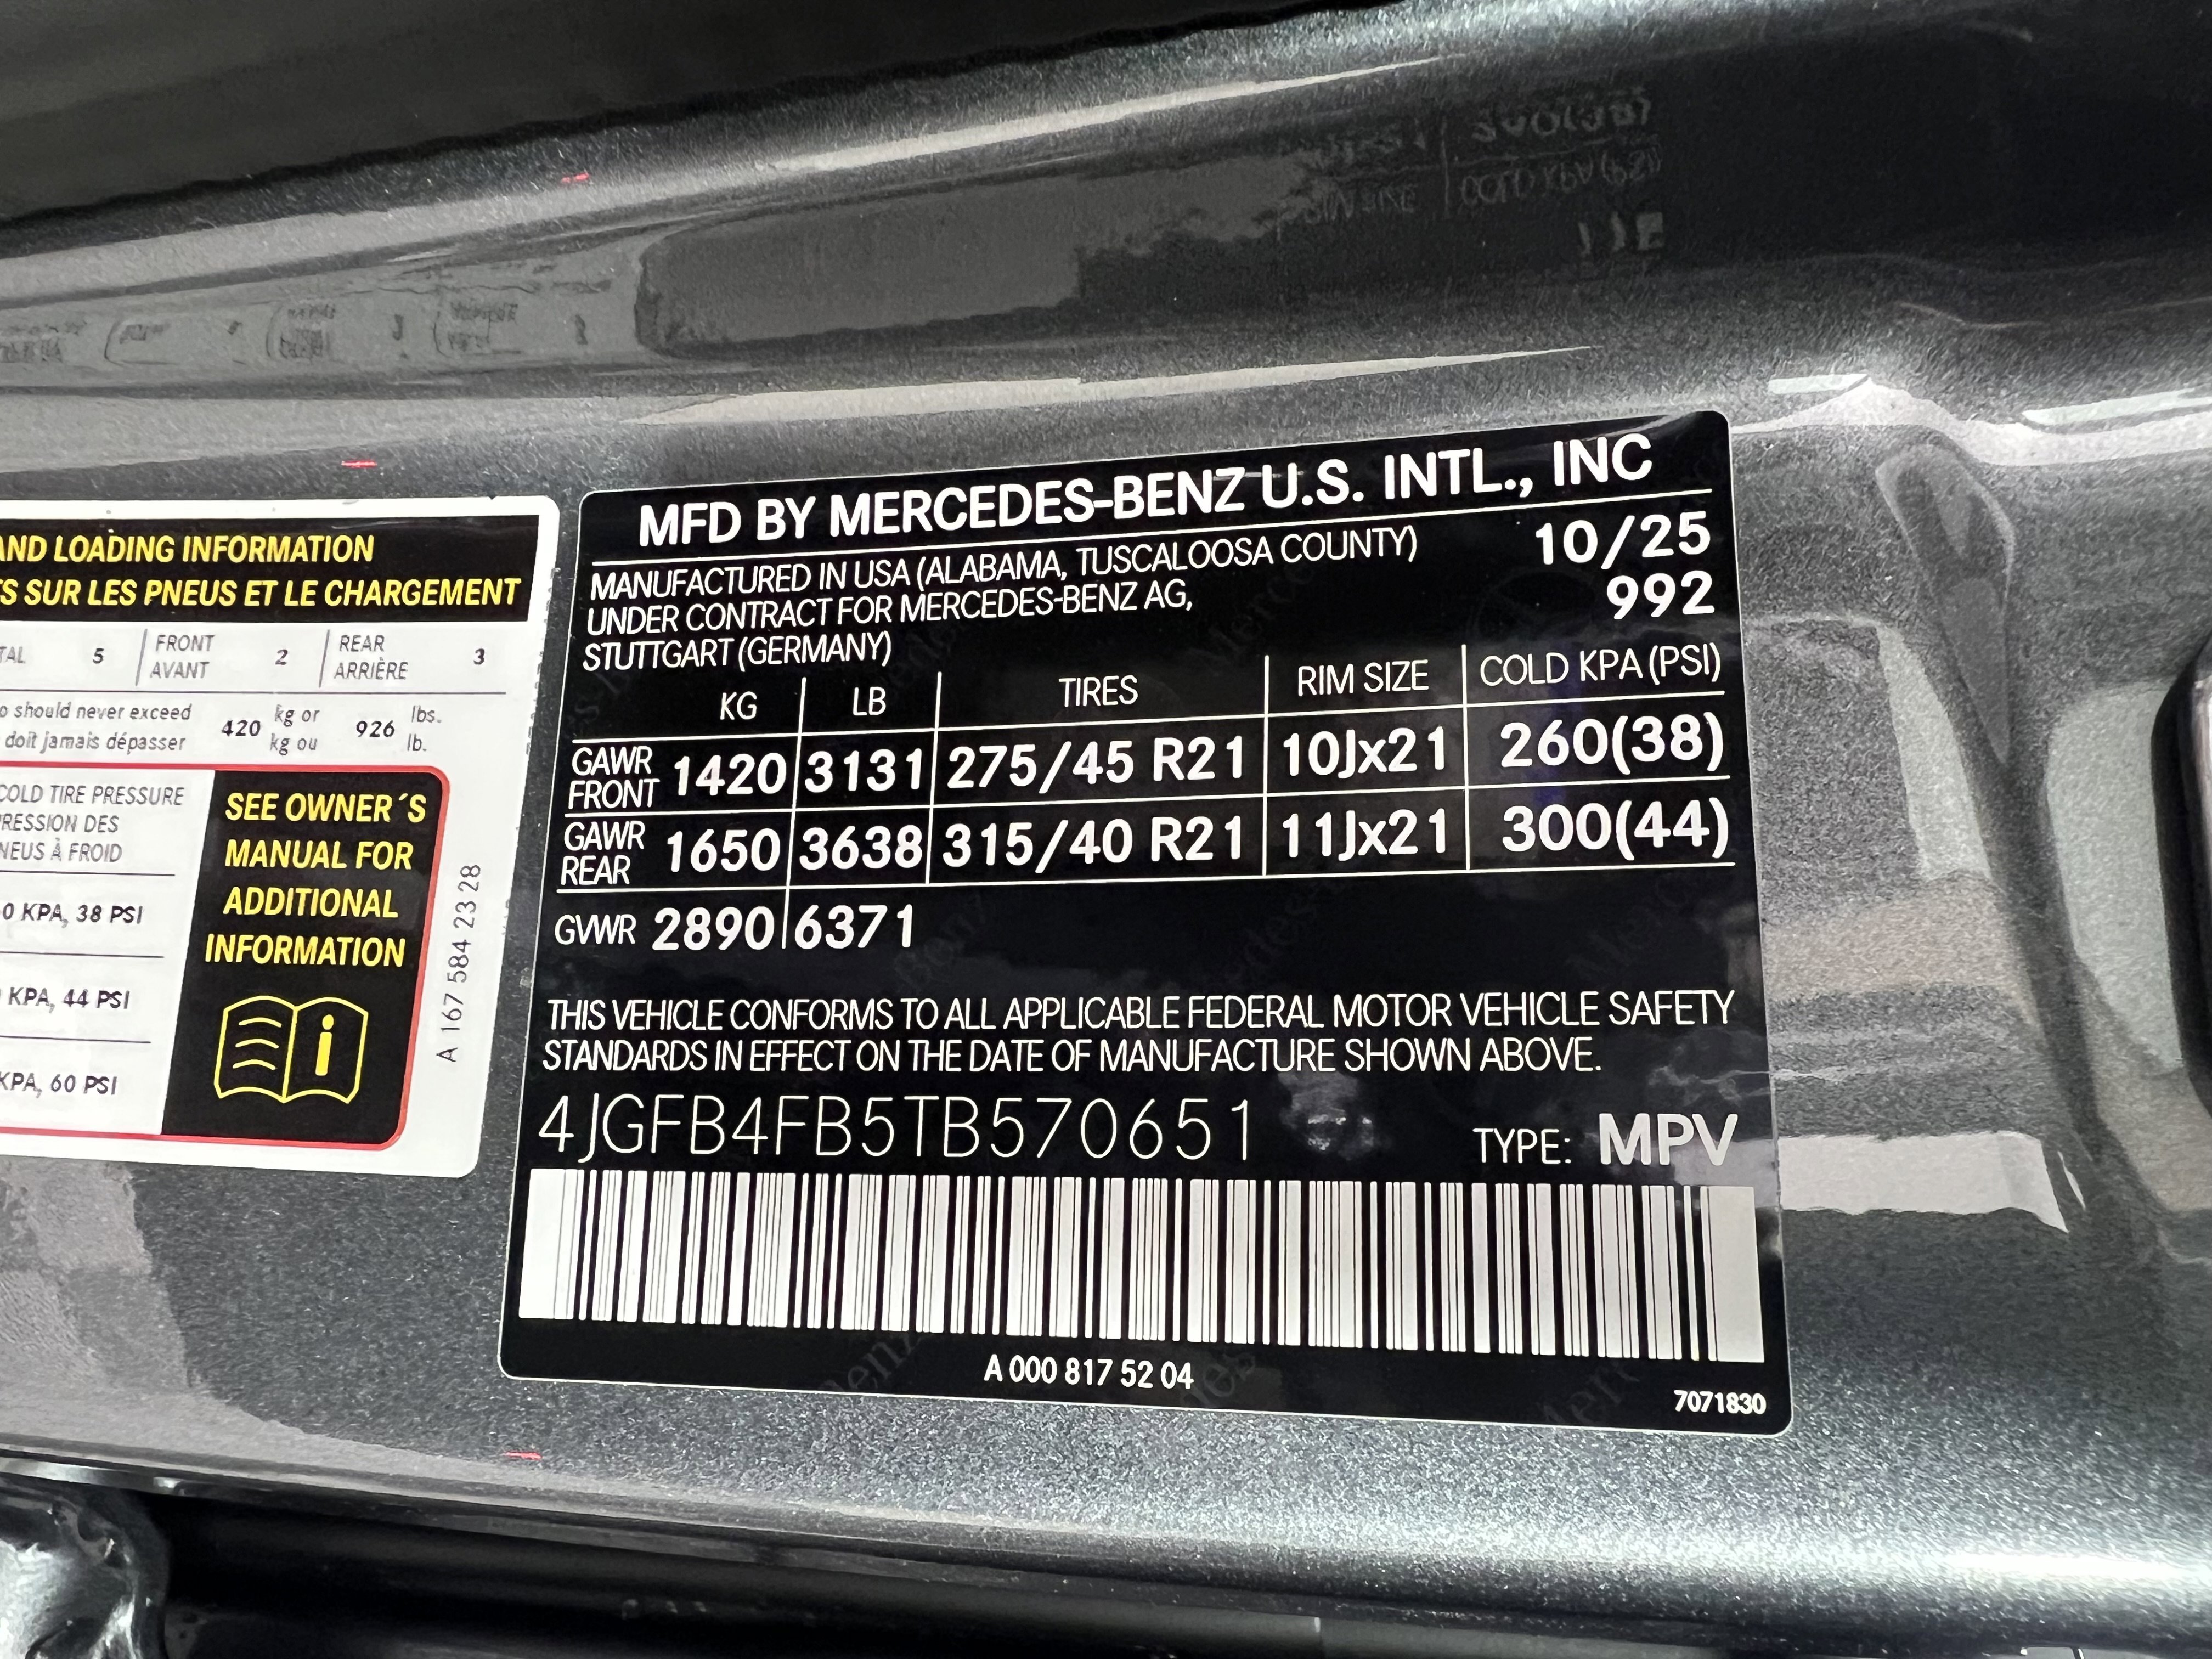 AND LOADING INFORMATION
S SUR LES PNEUS ET LE CHARGEMENT
TAL 5 FRONT AVANT 2 REAR ARRIÈRE 3
should never exceed 420 kg or 926 lbs.
doit jamais dépasser kg ou lb.
COLD TIRE PRESSURE
PRESSION DES
PNEUS À FROID
0 KPA, 38 PSI
KPA, 44 PSI
KPA, 60 PSI
SEE OWNER´S
MANUAL FOR
ADDITIONAL
INFORMATION
A 167 584 23 28
MFD BY MERCEDES-BENZ U.S. INTL., INC
MANUFACTURED IN USA (ALABAMA, TUSCALOOSA COUNTY) 10/25
UNDER CONTRACT FOR MERCEDES-BENZ AG, 992
STUTTGART (GERMANY)
KG LB TIRES RIM SIZE COLD KPA (PSI)
GAWR FRONT 1420 3131 275/45 R21 10Jx21 260(38)
GAWR REAR 1650 3638 315/40 R21 11Jx21 300(44)
GVWR 2890 6371
THIS VEHICLE CONFORMS TO ALL APPLICABLE FEDERAL MOTOR VEHICLE SAFETY
STANDARDS IN EFFECT ON THE DATE OF MANUFACTURE SHOWN ABOVE.
4JGFB4FB5TB570651 TYPE: MPV
A 000 817 52 04
7071830